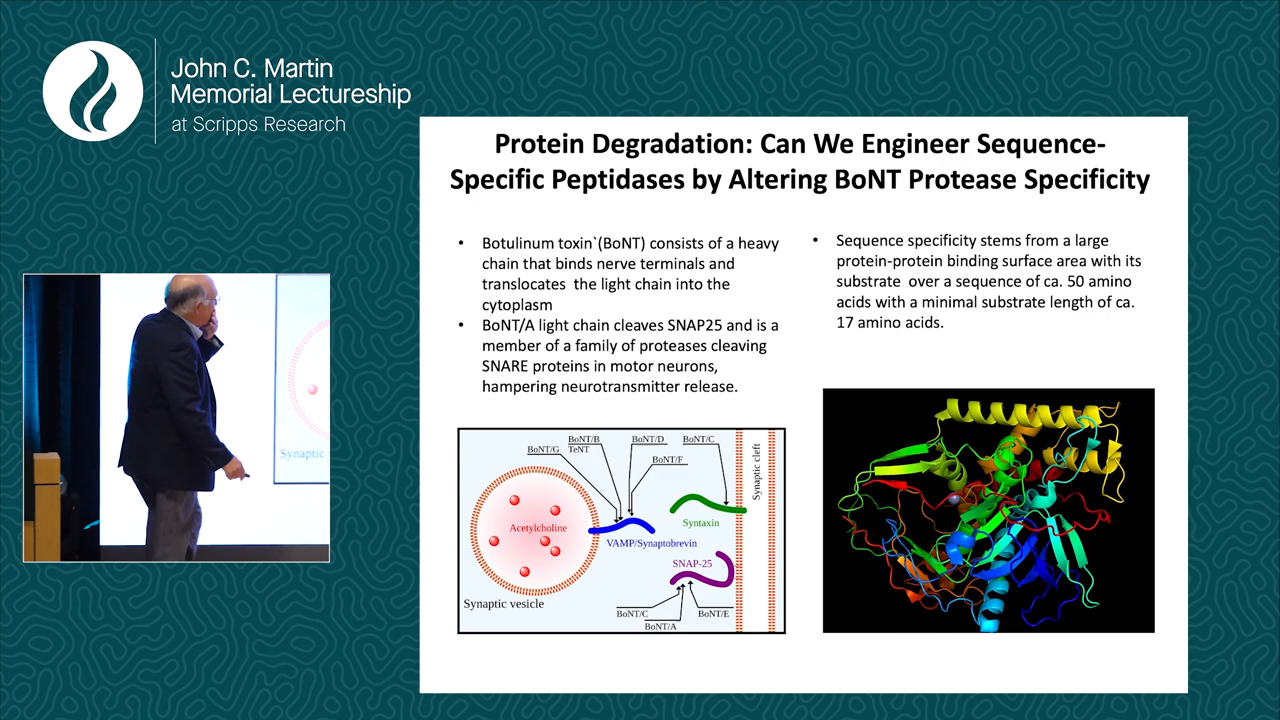 John C. Martin
Memorial Lectureship
at Scripps Research
Protein Degradation: Can We Engineer Sequence-
Specific Peptidases by Altering BoNT Protease Specificity
• Botulinum toxin`(BoNT) consists of a heavy
chain that binds nerve terminals and
translocates the light chain into the
cytoplasm
• BoNT/A light chain cleaves SNAP25 and is a
member of a family of proteases cleaving
SNARE proteins in motor neurons,
hampering neurotransmitter release.
• Sequence specificity stems from a large
protein-protein binding surface area with its
substrate over a sequence of ca. 50 amino
acids with a minimal substrate length of ca.
17 amino acids.
BoNT/G
BoNT/B
TeNT
BoNT/D
BoNT/C
BoNT/F
Synaptic cleft
Acetylcholine
Syntaxin
VAMP/Synaptobrevin
SNAP-25
Synaptic vesicle
BoNT/C
BoNT/E
BoNT/A
Synaptic